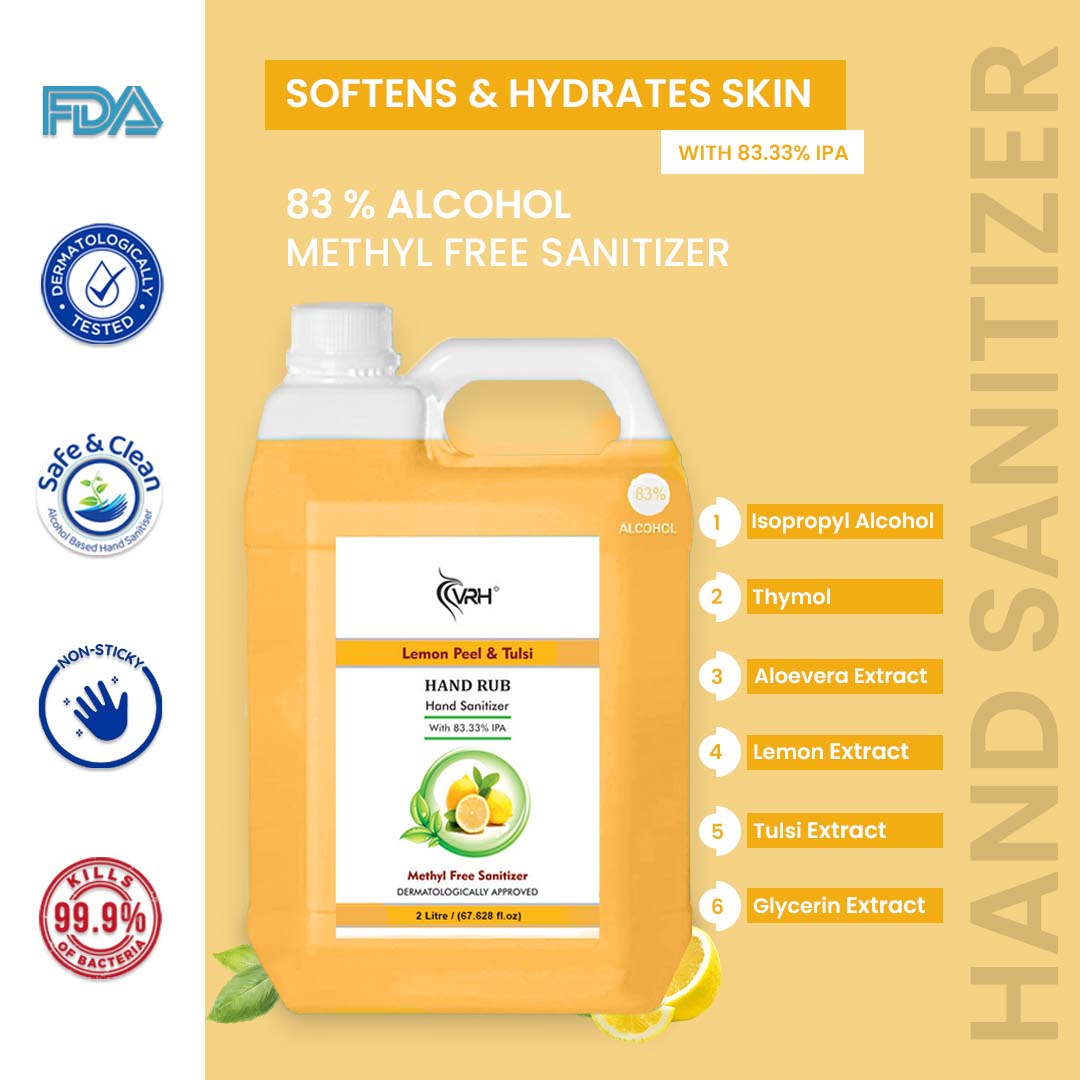 FDA
DERMATOLOGICALLY
TESTED
Safe & Clean
Alcohol Based Hand Sanitiser
NON-STICKY
KILLS
99.9%
OF BACTERIA
SOFTENS & HYDRATES SKIN
WITH 83.33% IPA
83 % ALCOHOL
METHYL FREE SANITIZER
83%
ALCOHOL
VRH©
Lemon Peel & Tulsi
HAND RUB
Hand Sanitizer
With 83.33% IPA
Methyl Free Sanitizer
DERMATOLOGICALLY APPROVED
2 Litre / (67.628 fl.oz)
1 Isopropyl Alcohol
2 Thymol
3 Aloevera Extract
4 Lemon Extract
5 Tulsi Extract
6 Glycerin Extract
HAND SANITIZER